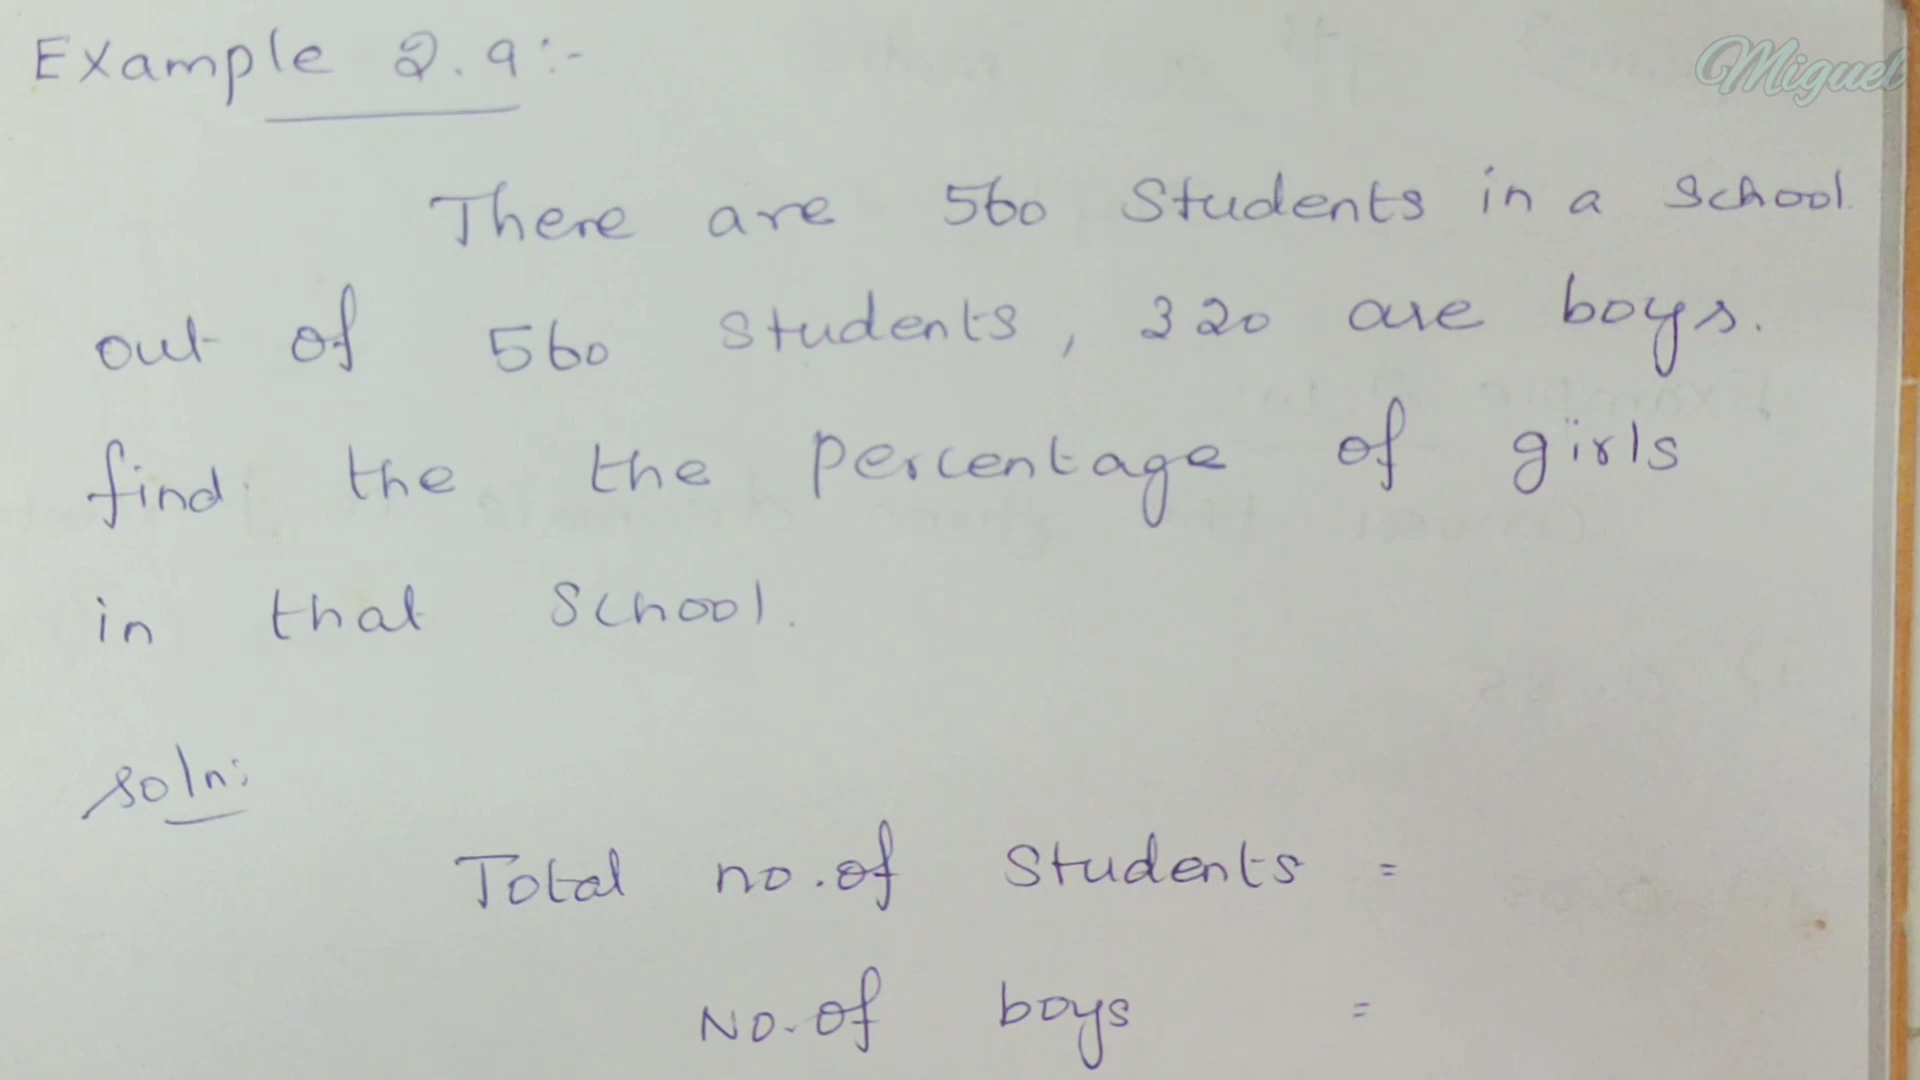 Example 2.9:-
Miguel
There are 560 Students in a School
out of 560 Students, 320 are boys.
find the the percentage of girls
in that School.
soln:
Total no. of Students =
No. of boys =